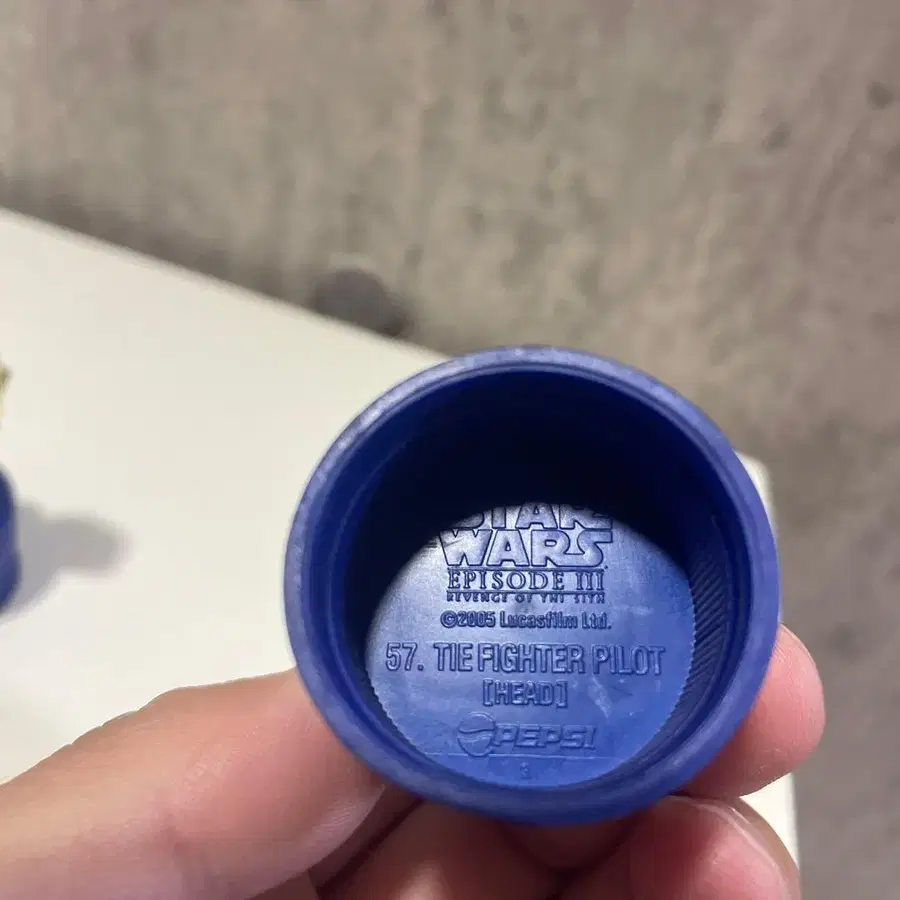 STAR
WARS
EPISODE III
REVENGE OF THE SITH
©2005 Lucasfilm Ltd.
57. TIE FIGHTER PILOT
[HEAD]
PEPSI